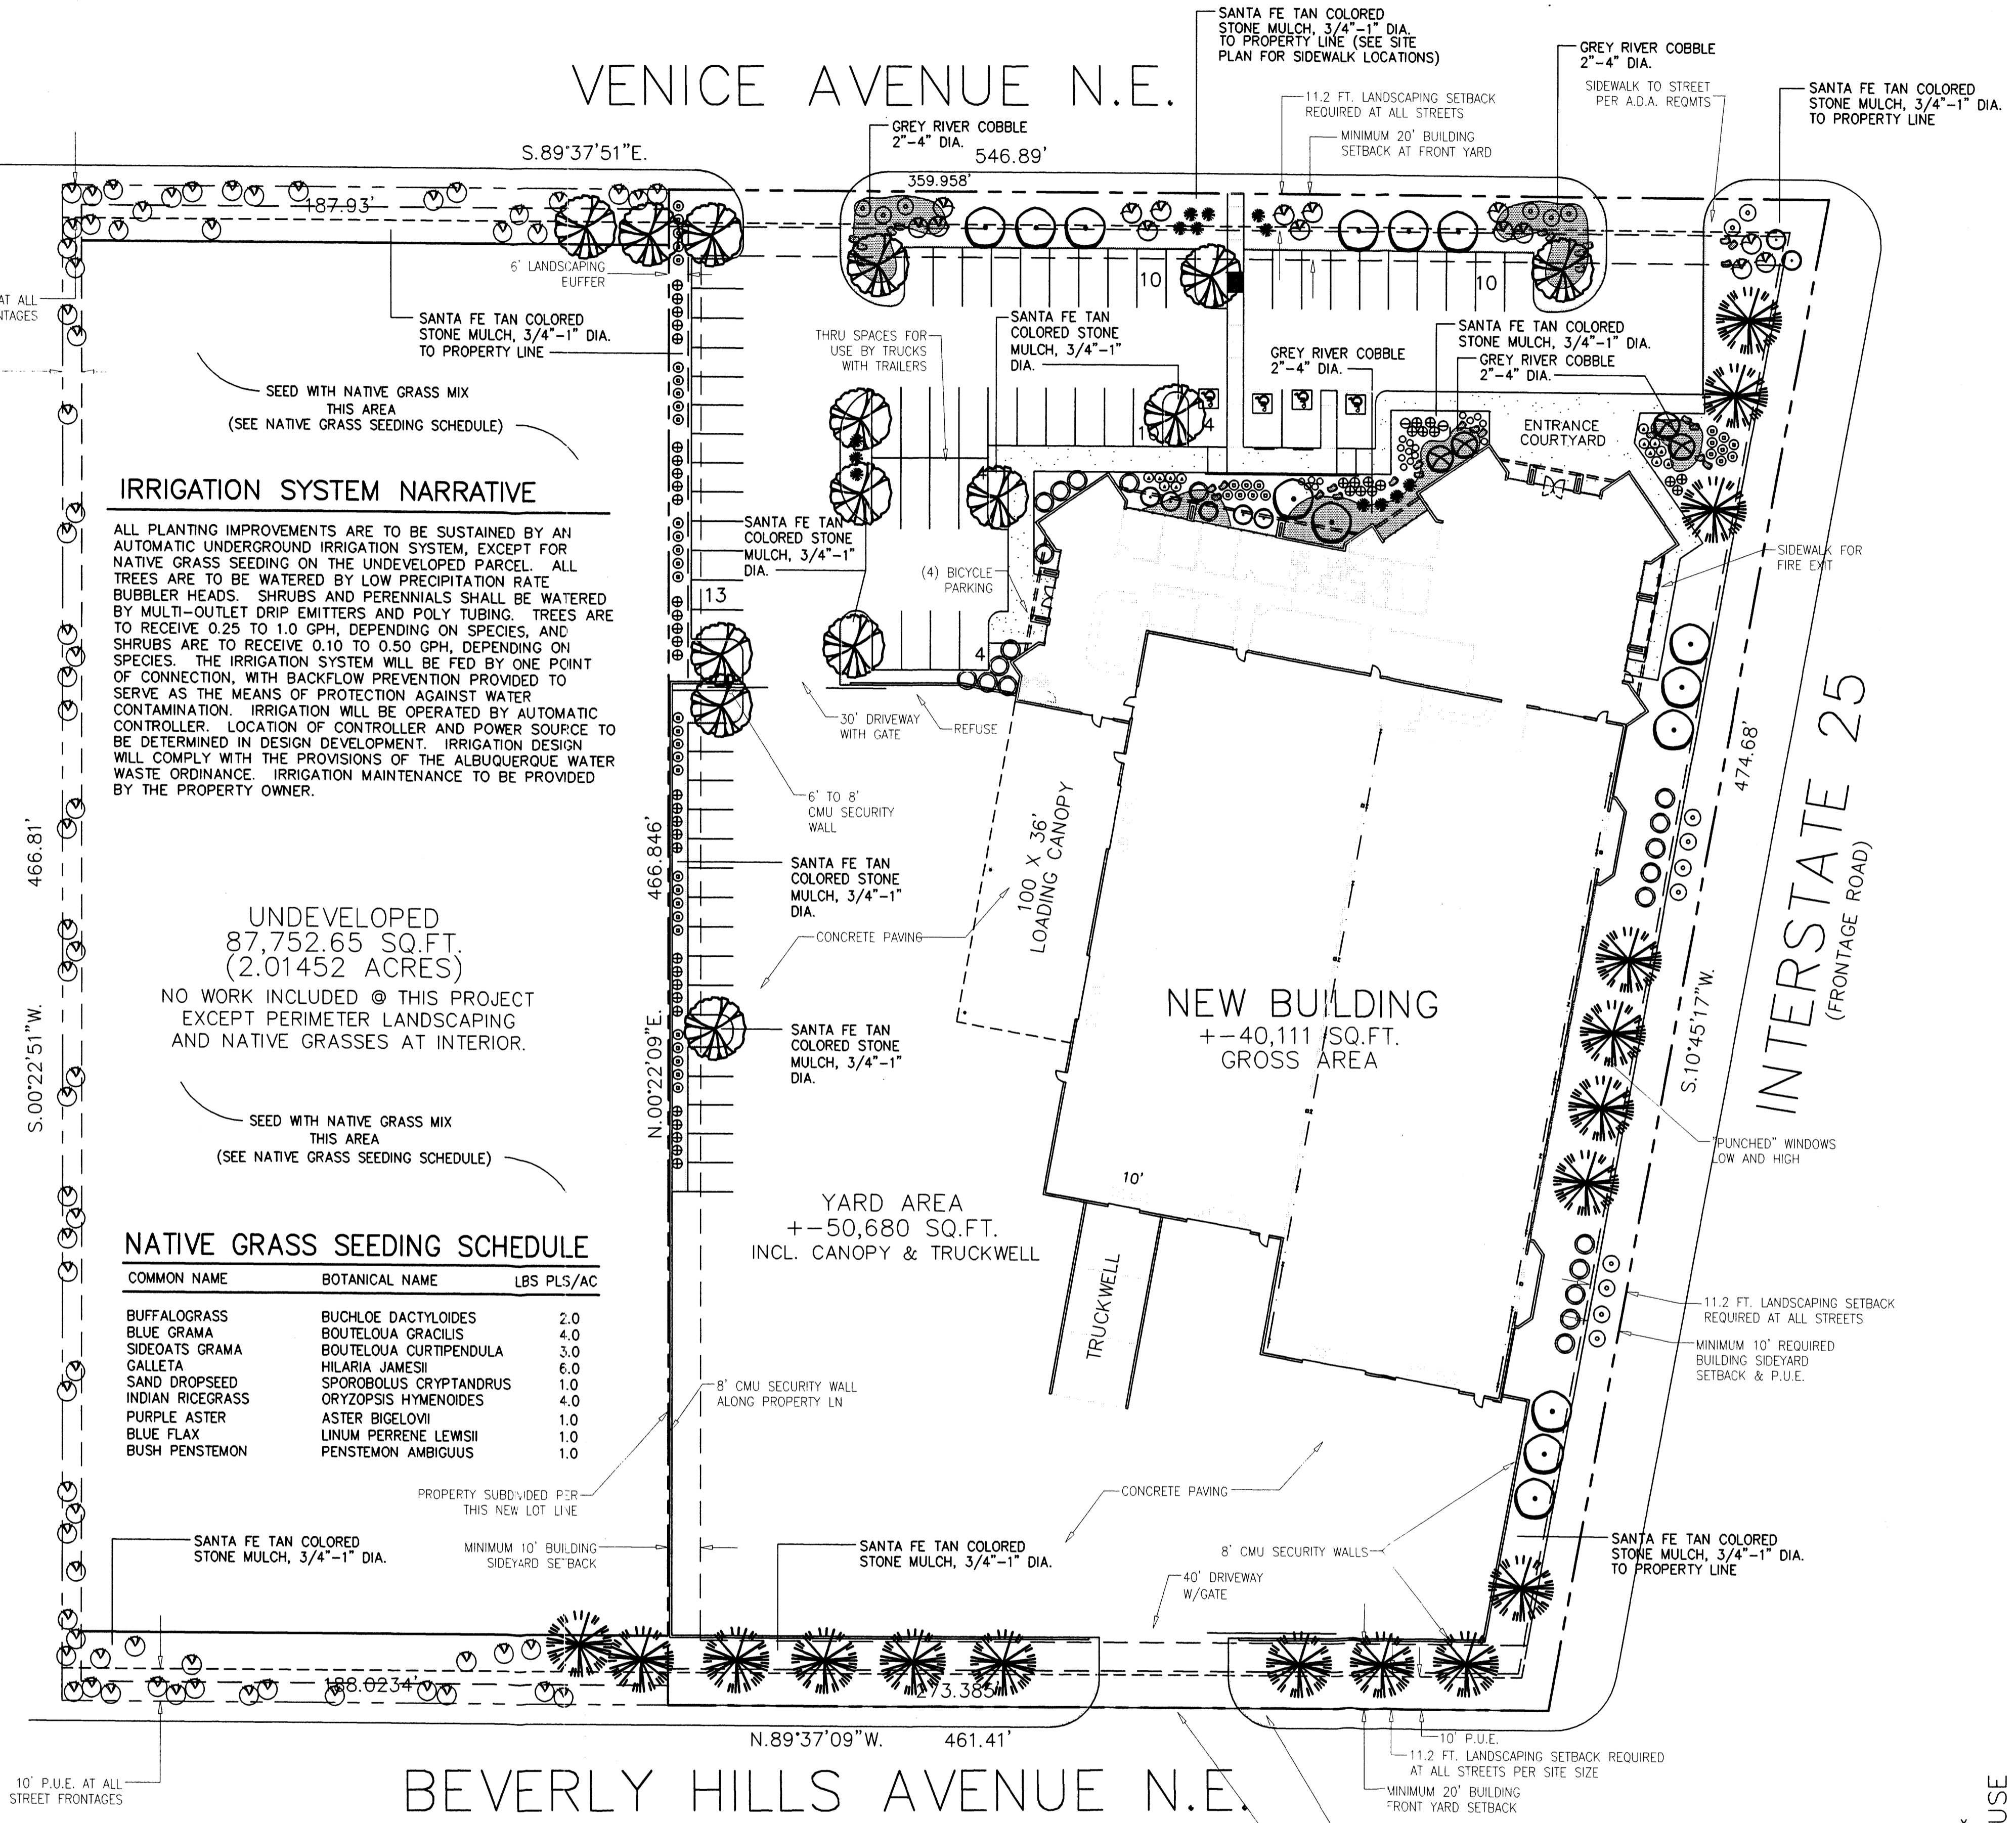 SANTA FE TAN COLORED
STONE MULCH, 3/4"-1" DIA.
TO PROPERTY LINE (SEE SITE
PLAN FOR SIDEWALK LOCATIONS)
GREY RIVER COBBLE
2"-4" DIA.
VENICE AVENUE N.E.
SIDEWALK TO STREET
PER A.D.A. REQMTS
SANTA FE TAN COLORED
STONE MULCH, 3/4"-1" DIA.
TO PROPERTY LINE
11.2 FT. LANDSCAPING SETBACK
REQUIRED AT ALL STREETS
GREY RIVER COBBLE
2"-4" DIA.
MINIMUM 20' BUILDING
SETBACK AT FRONT YARD
S.89°37'51"E.
546.89'
359.958'
187.93'
6' LANDSCAPING
EUFFER
10
10
AT ALL
NTAGES
SANTA FE TAN COLORED
STONE MULCH, 3/4"-1" DIA.
TO PROPERTY LINE
THRU SPACES FOR
USE BY TRUCKS
WITH TRAILERS
SANTA FE TAN
COLORED STONE
MULCH, 3/4"-1"
DIA.
GREY RIVER COBBLE
2"-4" DIA.
SANTA FE TAN COLORED
STONE MULCH, 3/4"-1" DIA.
GREY RIVER COBBLE
2"-4" DIA.
SEED WITH NATIVE GRASS MIX
THIS AREA
(SEE NATIVE GRASS SEEDING SCHEDULE)
4
ENTRANCE
COURTYARD
IRRIGATION SYSTEM NARRATIVE
ALL PLANTING IMPROVEMENTS ARE TO BE SUSTAINED BY AN
AUTOMATIC UNDERGROUND IRRIGATION SYSTEM, EXCEPT FOR
NATIVE GRASS SEEDING ON THE UNDEVELOPED PARCEL. ALL
TREES ARE TO BE WATERED BY LOW PRECIPITATION RATE
BUBBLER HEADS. SHRUBS AND PERENNIALS SHALL BE WATERED
BY MULTI-OUTLET DRIP EMITTERS AND POLY TUBING. TREES ARE
TO RECEIVE 0.25 TO 1.0 GPH, DEPENDING ON SPECIES, AND
SHRUBS ARE TO RECEIVE 0.10 TO 0.50 GPH, DEPENDING ON
SPECIES. THE IRRIGATION SYSTEM WILL BE FED BY ONE POINT
OF CONNECTION, WITH BACKFLOW PREVENTION PROVIDED TO
SERVE AS THE MEANS OF PROTECTION AGAINST WATER
CONTAMINATION. IRRIGATION WILL BE OPERATED BY AUTOMATIC
CONTROLLER. LOCATION OF CONTROLLER AND POWER SOURCE TO
BE DETERMINED IN DESIGN DEVELOPMENT. IRRIGATION DESIGN
WILL COMPLY WITH THE PROVISIONS OF THE ALBUQUERQUE WATER
WASTE ORDINANCE. IRRIGATION MAINTENANCE TO BE PROVIDED
BY THE PROPERTY OWNER.
SANTA FE TAN
COLORED STONE
MULCH, 3/4"-1"
DIA.
13
(4) BICYCLE
PARKING
4
SIDEWALK FOR
FIRE EXIT
30' DRIVEWAY
WITH GATE
REFUSE
6' TO 8'
CMU SECURITY
WALL
466.81'
S.00°22'51"W.
466.846'
N.00°22'09"E.
100 X 36'
LOADING CANOPY
474.68'
S.10°45'17"W.
INTERSTATE 25
(FRONTAGE ROAD)
SANTA FE TAN
COLORED STONE
MULCH, 3/4"-1"
DIA.
CONCRETE PAVING
UNDEVELOPED
87,752.65 SQ.FT.
(2.01452 ACRES)
NO WORK INCLUDED @ THIS PROJECT
EXCEPT PERIMETER LANDSCAPING
AND NATIVE GRASSES AT INTERIOR.
NEW BUILDING
+-40,111 SQ.FT.
GROSS AREA
SANTA FE TAN
COLORED STONE
MULCH, 3/4"-1"
DIA.
SEED WITH NATIVE GRASS MIX
THIS AREA
(SEE NATIVE GRASS SEEDING SCHEDULE)
"PUNCHED" WINDOWS
LOW AND HIGH
10'
YARD AREA
+-50,680 SQ.FT.
INCL. CANOPY & TRUCKWELL
TRUCKWELL
NATIVE GRASS SEEDING SCHEDULE
COMMON NAME BOTANICAL NAME LBS PLS/AC
BUFFALOGRASS BUCHLOE DACTYLOIDES 2.0
BLUE GRAMA BOUTELOUA GRACILIS 4.0
SIDEOATS GRAMA BOUTELOUA CURTIPENDULA 3.0
GALLETA HILARIA JAMESII 6.0
SAND DROPSEED SPOROBOLUS CRYPTANDRUS 1.0
INDIAN RICEGRASS ORYZOPSIS HYMENOIDES 4.0
PURPLE ASTER ASTER BIGELOVII 1.0
BLUE FLAX LINUM PERRENE LEWISII 1.0
BUSH PENSTEMON PENSTEMON AMBIGUUS 1.0
11.2 FT. LANDSCAPING SETBACK
REQUIRED AT ALL STREETS
MINIMUM 10' REQUIRED
BUILDING SIDEYARD
SETBACK & P.U.E.
8' CMU SECURITY WALL
ALONG PROPERTY LN
PROPERTY SUBDIVIDED PER
THIS NEW LOT LINE
CONCRETE PAVING
SANTA FE TAN COLORED
STONE MULCH, 3/4"-1" DIA.
MINIMUM 10' BUILDING
SIDEYARD SETBACK
SANTA FE TAN COLORED
STONE MULCH, 3/4"-1" DIA.
8' CMU SECURITY WALLS
40' DRIVEWAY
W/GATE
SANTA FE TAN COLORED
STONE MULCH, 3/4"-1" DIA.
TO PROPERTY LINE
188.0234'
273.385'
N.89°37'09"W.
461.41'
10' P.U.E.
11.2 FT. LANDSCAPING SETBACK REQUIRED
AT ALL STREETS PER SITE SIZE
MINIMUM 20' BUILDING
FRONT YARD SETBACK
10' P.U.E. AT ALL
STREET FRONTAGES
BEVERLY HILLS AVENUE N.E.
USE